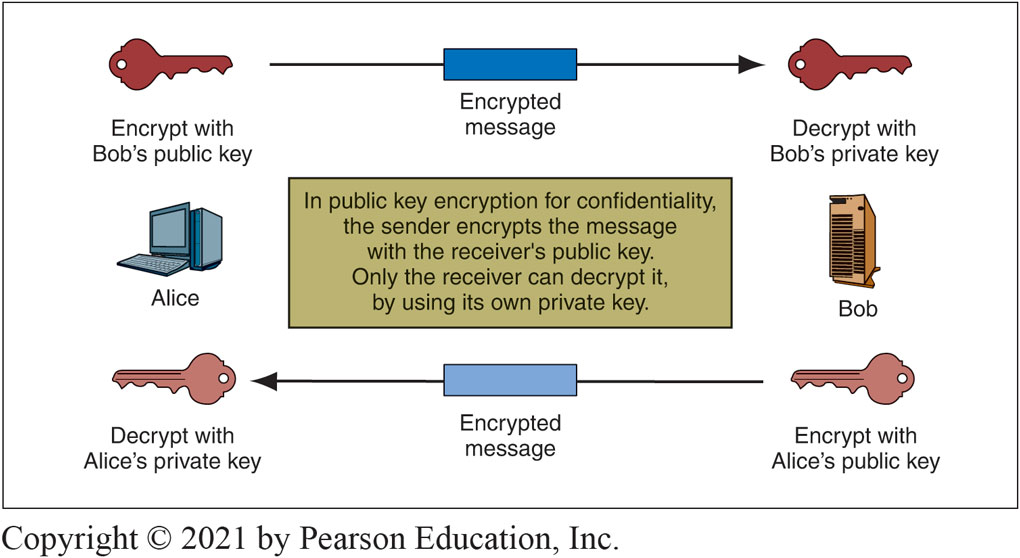 Encrypt with
Bob's public key
Encrypted
message
Decrypt with
Bob's private key
In public key encryption for confidentiality,
the sender encrypts the message
with the receiver's public key.
Only the receiver can decrypt it,
by using its own private key.
Alice
Bob
Decrypt with
Alice's private key
Encrypted
message
Encrypt with
Alice's public key
Copyright © 2021 by Pearson Education, Inc.